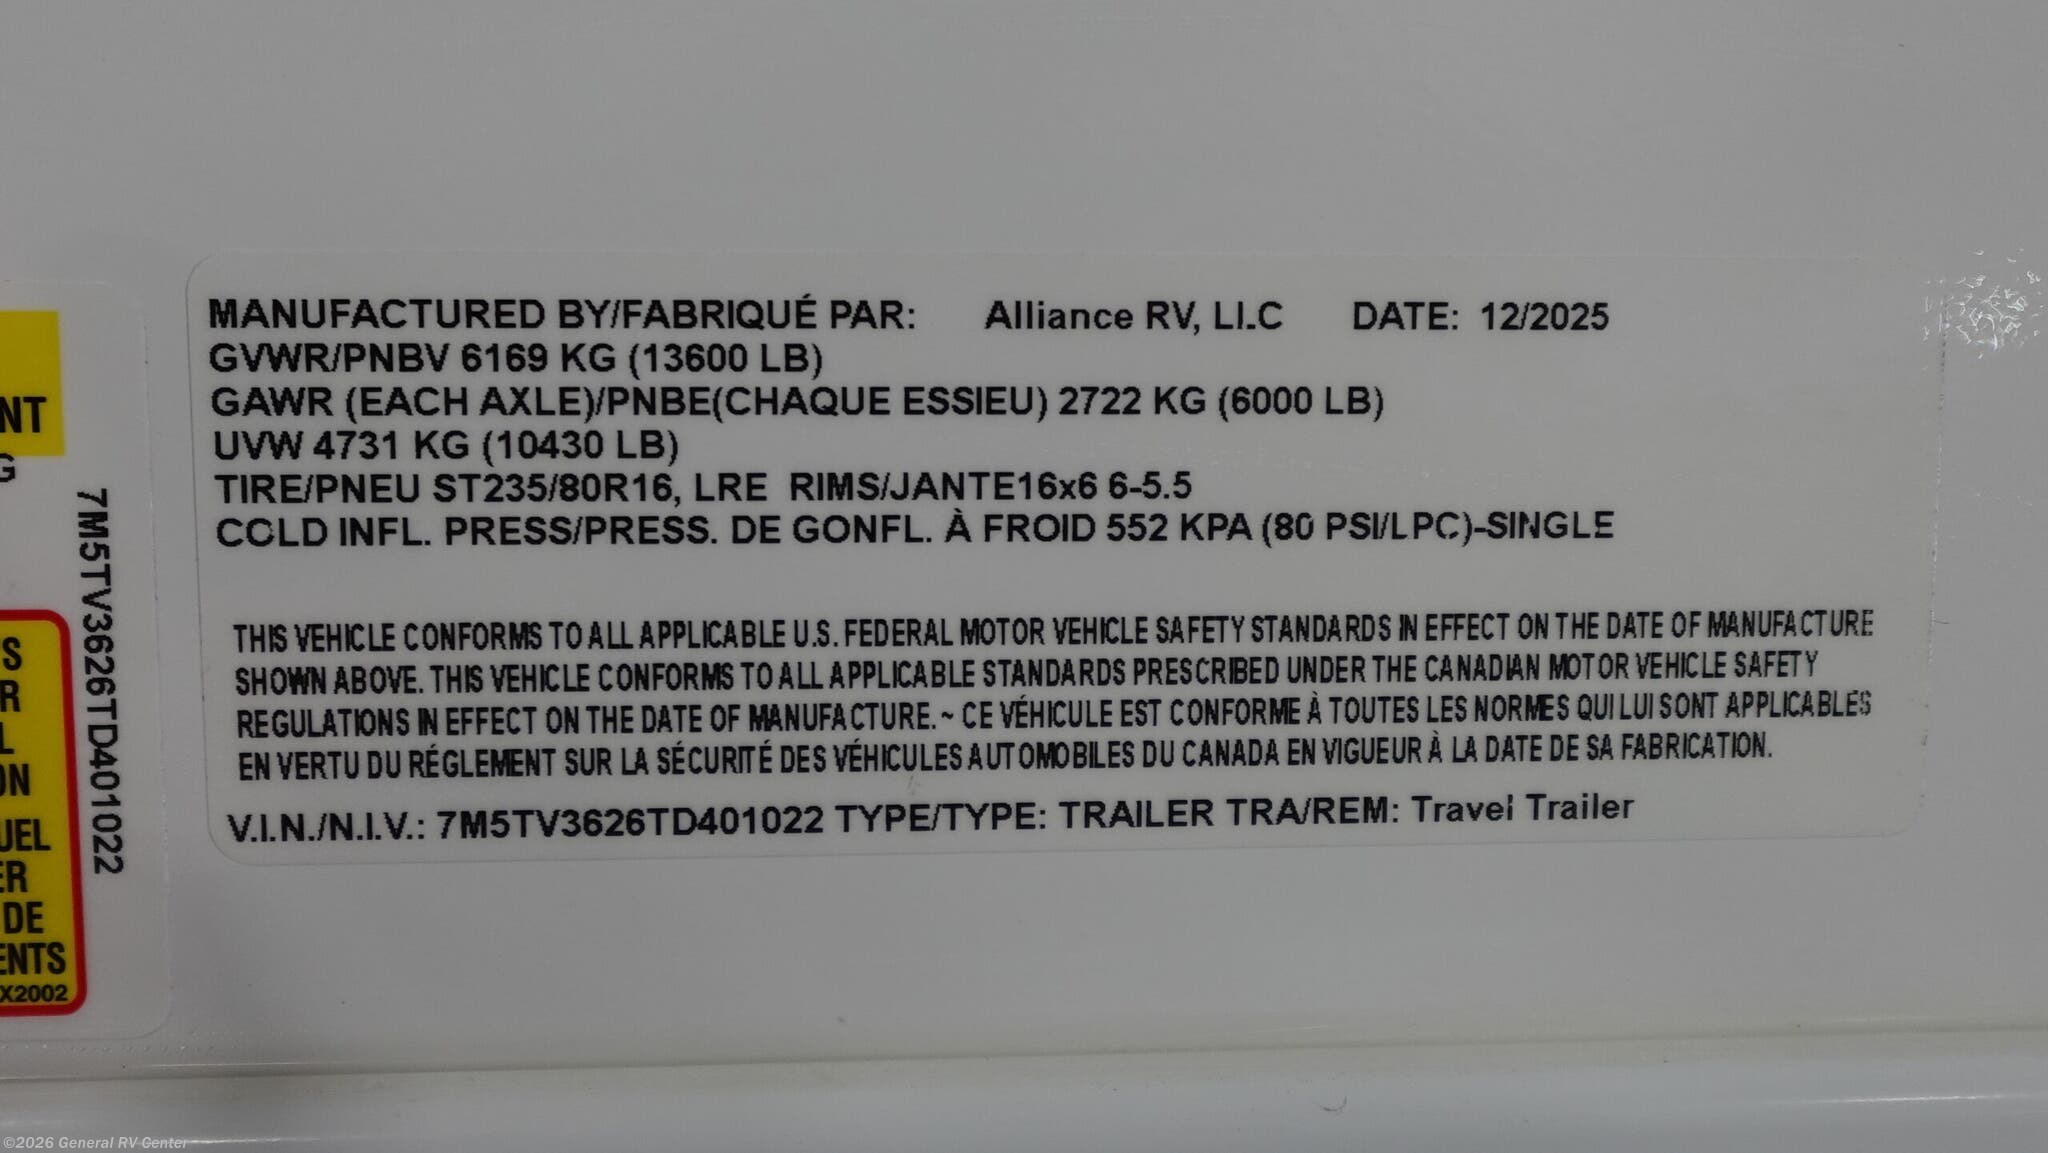 MANUFACTURED BY/FABRIQUÉ PAR: Alliance RV, LLC DATE: 12/2025
GVWR/PNBV 6169 KG (13600 LB)
GAWR (EACH AXLE)/PNBE(CHAQUE ESSIEU) 2722 KG (6000 LB)
UVW 4731 KG (10430 LB)
TIRE/PNEU ST235/80R16, LRE RIMS/JANTE16x6 6-5.5
COLD INFL. PRESS/PRESS. DE GONFL. À FROID 552 KPA (80 PSI/LPC)-SINGLE
THIS VEHICLE CONFORMS TO ALL APPLICABLE U.S. FEDERAL MOTOR VEHICLE SAFETY STANDARDS IN EFFECT ON THE DATE OF MANUFACTURE
SHOWN ABOVE. THIS VEHICLE CONFORMS TO ALL APPLICABLE STANDARDS PRESCRIBED UNDER THE CANADIAN MOTOR VEHICLE SAFETY
REGULATIONS IN EFFECT ON THE DATE OF MANUFACTURE. ~ CE VÉHICULE EST CONFORME À TOUTES LES NORMES QUI LUI SONT APPLICABLES
EN VERTU DU RÉGLEMENT SUR LA SÉCURITÉ DES VÉHICULES AUTOMOBILES DU CANADA EN VIGUEUR À LA DATE DE SA FABRICATION.
V.I.N./N.I.V.: 7M5TV3626TD401022 TYPE/TYPE: TRAILER TRA/REM: Travel Trailer
NT
G
7M5TV3626TD401022
S
R
L
ON
UEL
ER
DE
ENTS
X2002
©2026 General RV Center